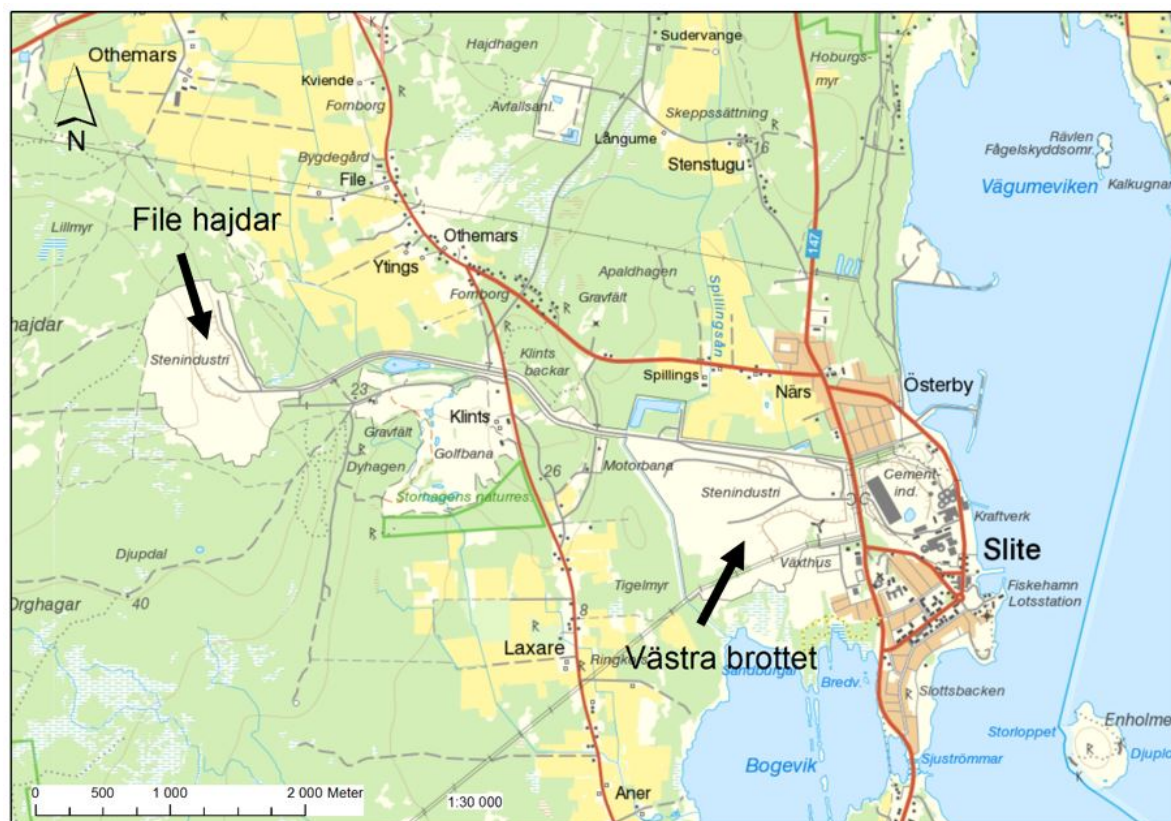 Othemars
N
Kviende
Fornborg
Hajdhagen
Sudervange
Hoburgs-
myr
Avfallsanl.
Skeppssättning
Långume
16
Stenstugu
Rävlen
Fågelskyddsomr.
Kalkugnar
Vägumeviken
Bygdegård
File
Lillmyr
File hajdar
Othemars
Ytings
Fornborg
147
Apaldhagen
Gravfält
Spillingsån
hajdar
Stenindustri
Klints
backar
Spillings
Närs
Österby
23
Klints
Gravfält
Golfbana
Dyhagen
26
Motorbana
Storhagens naturres.
Stenindustri
Cement-
ind.
Kraftverk
Slite
Djupdal
Orghagar
40
Tigelmyr
Växthus
Fiskehamn
Lotsstation
8
Laxare
Ringkors
Västra brottet
Sandburgar
Bredv.
Slottsbacken
Enholme
Storloppet
Djuplo
Bogevik
Sjuströmmar
Aner
0 500 1 000 2 000 Meter
1:30 000